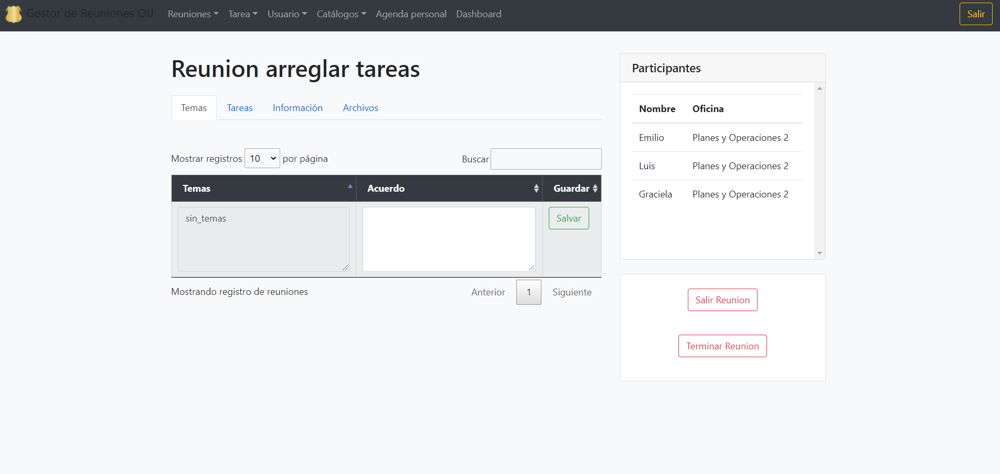 Gestor de Reuniones OIJ Reuniones Tarea Usuario Catálogos Agenda personal Dashboard Salir
Reunion arreglar tareas
Temas Tareas Información Archivos
Mostrar registros 10 por página Buscar
Temas Acuerdo Guardar
sin_temas Salvar
Mostrando registro de reuniones Anterior 1 Siguiente
Participantes
Nombre Oficina
Emilio Planes y Operaciones 2
Luis Planes y Operaciones 2
Graciela Planes y Operaciones 2
Salir Reunion
Terminar Reunion